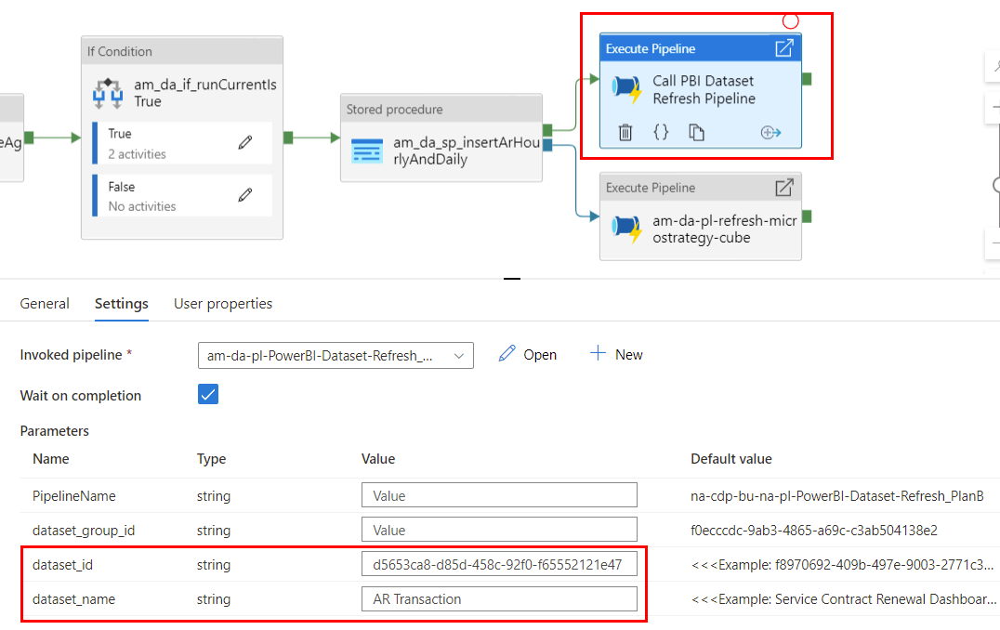 If Condition
am_da_if_runCurrentIs
True
True
2 activities
False
No activities
eAg
Stored procedure
am_da_sp_insertArHou
rlyAndDaily
Execute Pipeline
Call PBI Dataset
Refresh Pipeline
{}
Execute Pipeline
am-da-pl-refresh-micr
ostrategy-cube
General Settings User properties
Invoked pipeline * am-da-pl-PowerBI-Dataset-Refresh_... Open New
Wait on completion
Parameters
Name Type Value Default value
PipelineName string Value na-cdp-bu-na-pl-PowerBI-Dataset-Refresh_PlanB
dataset_group_id string Value f0ecccdc-9ab3-4865-a69c-c3ab504138e2
dataset_id string d5653ca8-d85d-458c-92f0-f65552121e47 <<<Example: f8970692-409b-497e-9003-2771c3...
dataset_name string AR Transaction <<<Example: Service Contract Renewal Dashboar...